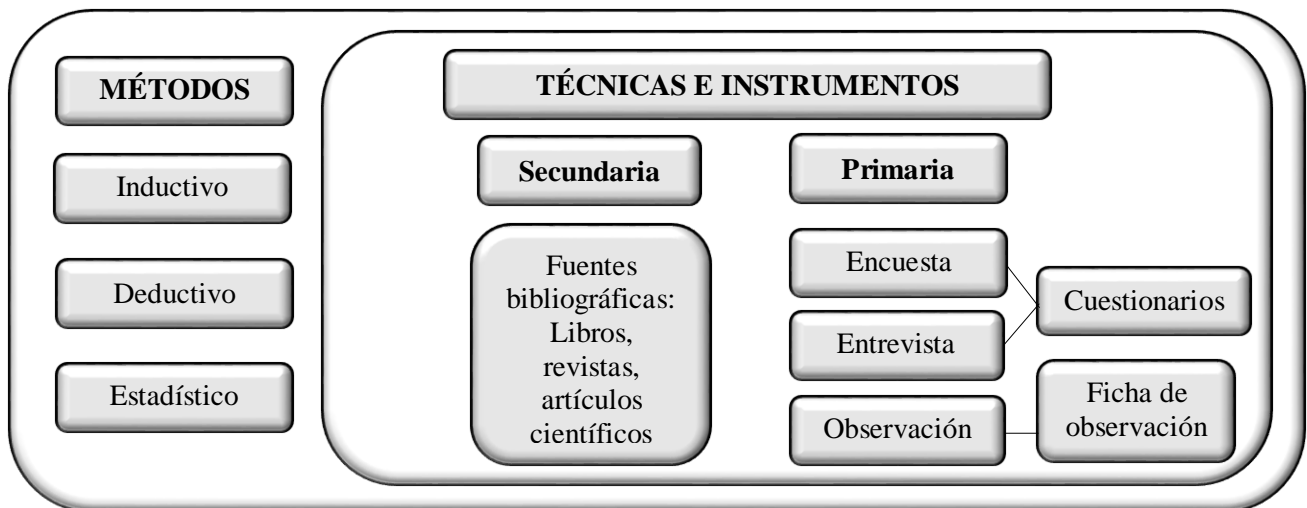 MÉTODOS
Inductivo
Deductivo
Estadístico
TÉCNICAS E INSTRUMENTOS
Secundaria
Fuentes
bibliográficas:
Libros,
revistas,
artículos
científicos
Primaria
Encuesta
Entrevista
Observación
Cuestionarios
Ficha de
observación